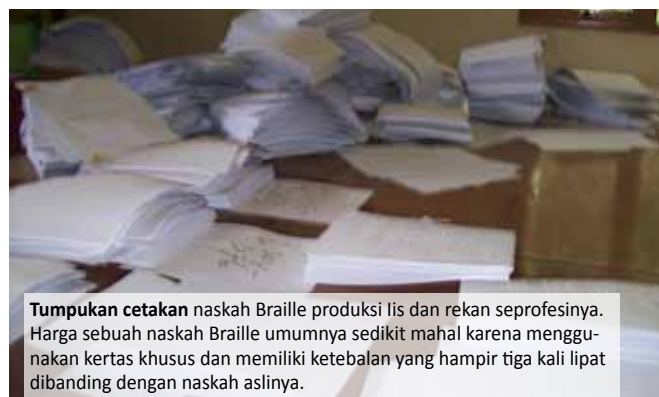 Tumpukan cetakan naskah Braille produksi Iis dan rekan seprofesinya.
Harga sebuah naskah Braille umumnya sedikit mahal karena menggu-
nakan kertas khusus dan memiliki ketebalan yang hampir tiga kali lipat
dibanding dengan naskah aslinya.